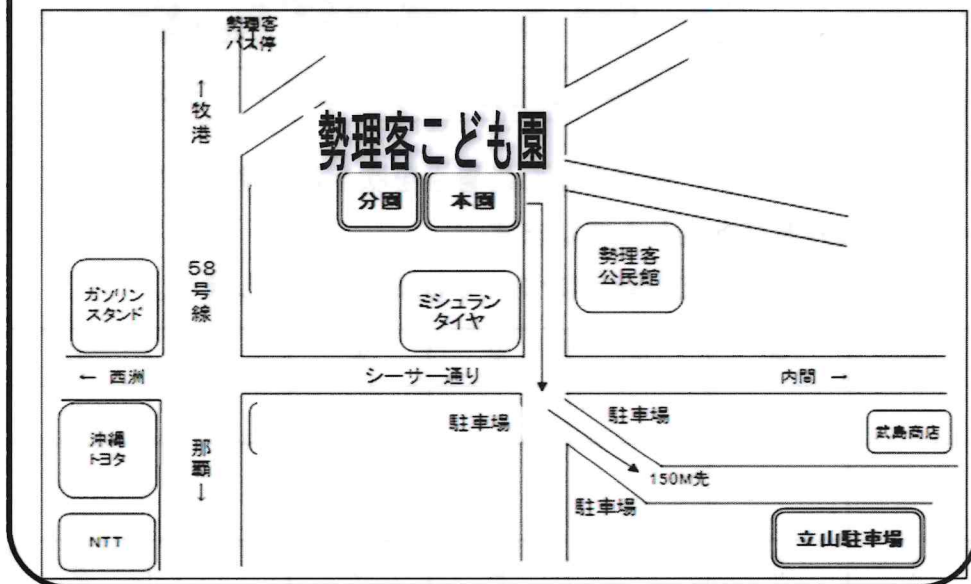 勢理客
バス停
↑
牧
港
勢理客こども園
分園
本園
勢理客
公民館
ガソリン
スタンド
58
号
線
ミシュラン
タイヤ
← 西洲
シーサー通り
内間 →
沖縄
トヨタ
那
覇
↓
駐車場
駐車場
武島商店
150M先
駐車場
NTT
立山駐車場